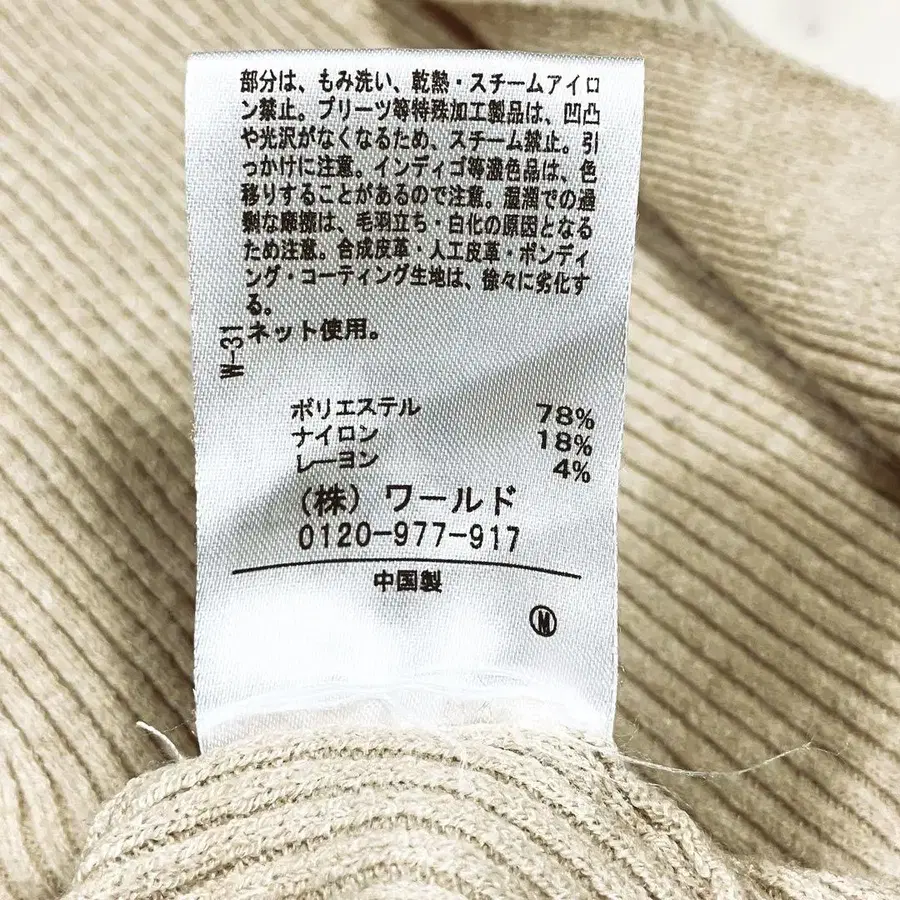 部分は、もみ洗い、乾熱・スチームアイロ
ン禁止。プリーツ等特殊加工製品は、凹凸
や光沢がなくなるため、スチーム禁止。引
っかけに注意。インディゴ等濃色品は、色
移りすることがあるので注意。湿潤での過
剰な摩擦は、毛羽立ち・白化の原因となる
ため注意。合成皮革・人工皮革・ボンディ
ング・コーティング生地は、徐々に劣化す
る。
ネット使用。
W-31
ポリエステル 78%
ナイロン 18%
レーヨン 4%
（株）ワールド
0120-977-917
中国製
M